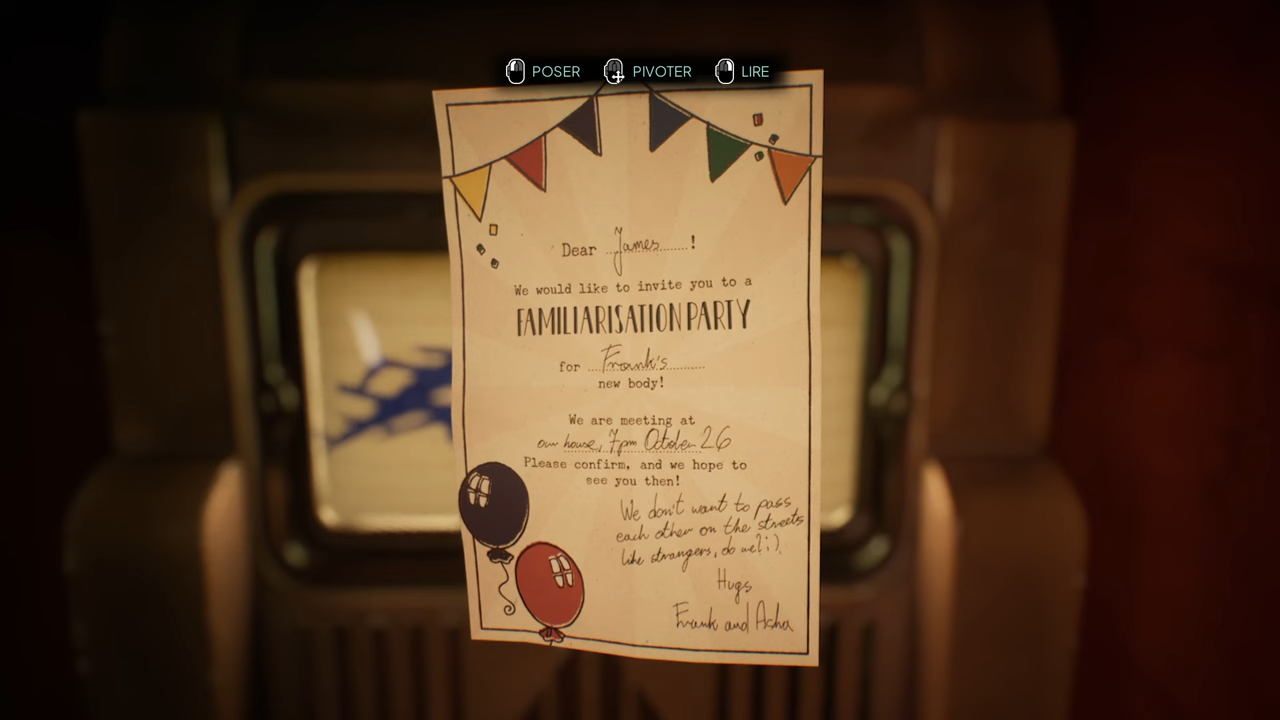 POSER PIVOTER LIRE
Dear James !
We would like to invite you to a
FAMILIARISATION PARTY
for Frank's
new body!
We are meeting at
our house, 7pm October 26
Please confirm, and we hope to
see you then!
We don't want to pass
each other on the streets
like strangers, do we? ;)
Hugs
Frank and Asha